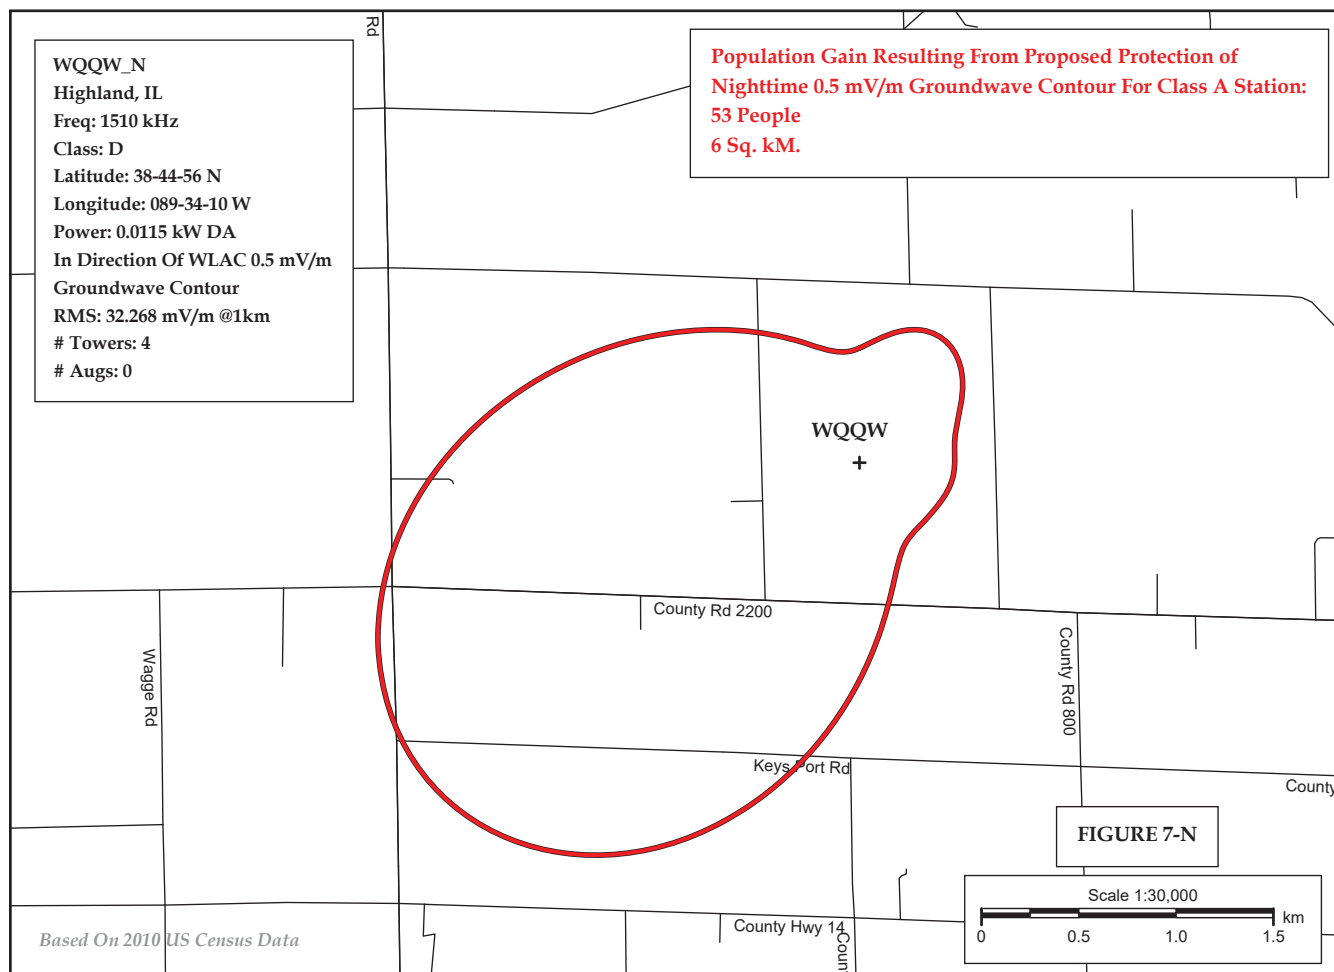 Rd
WQQW_N
Highland, IL
Freq: 1510 kHz
Class: D
Latitude: 38-44-56 N
Longitude: 089-34-10 W
Power: 0.0115 kW DA
In Direction Of WLAC 0.5 mV/m
Groundwave Contour
RMS: 32.268 mV/m @1km
# Towers: 4
# Augs: 0
Population Gain Resulting From Proposed Protection of
Nighttime 0.5 mV/m Groundwave Contour For Class A Station:
53 People
6 Sq. kM.
WQQW
County Rd 2200
Wagge Rd
County Rd 800
Keys Port Rd
County
FIGURE 7-N
Scale 1:30,000
km
0 0.5 1.0 1.5
County Hwy 14
Coun
Based On 2010 US Census Data